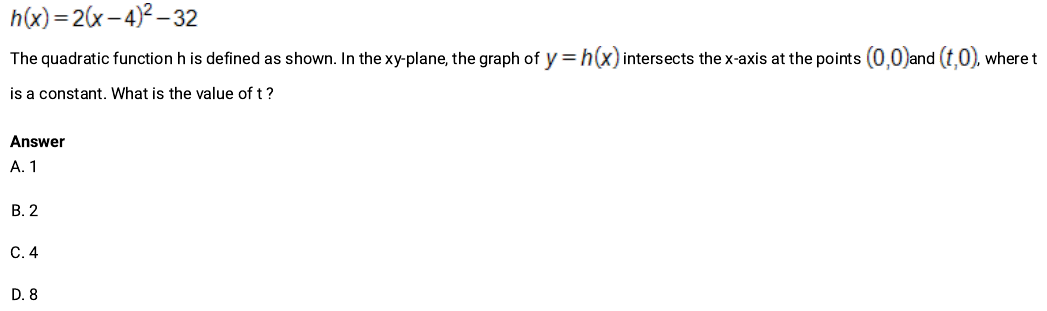 h(x)=2(x−4)²−32
The quadratic function h is defined as shown. In the xy-plane, the graph of y=h(x) intersects the x-axis at the points (0,0)and (t,0), where t
is a constant. What is the value of t ?
Answer
A. 1
B. 2
C. 4
D. 8